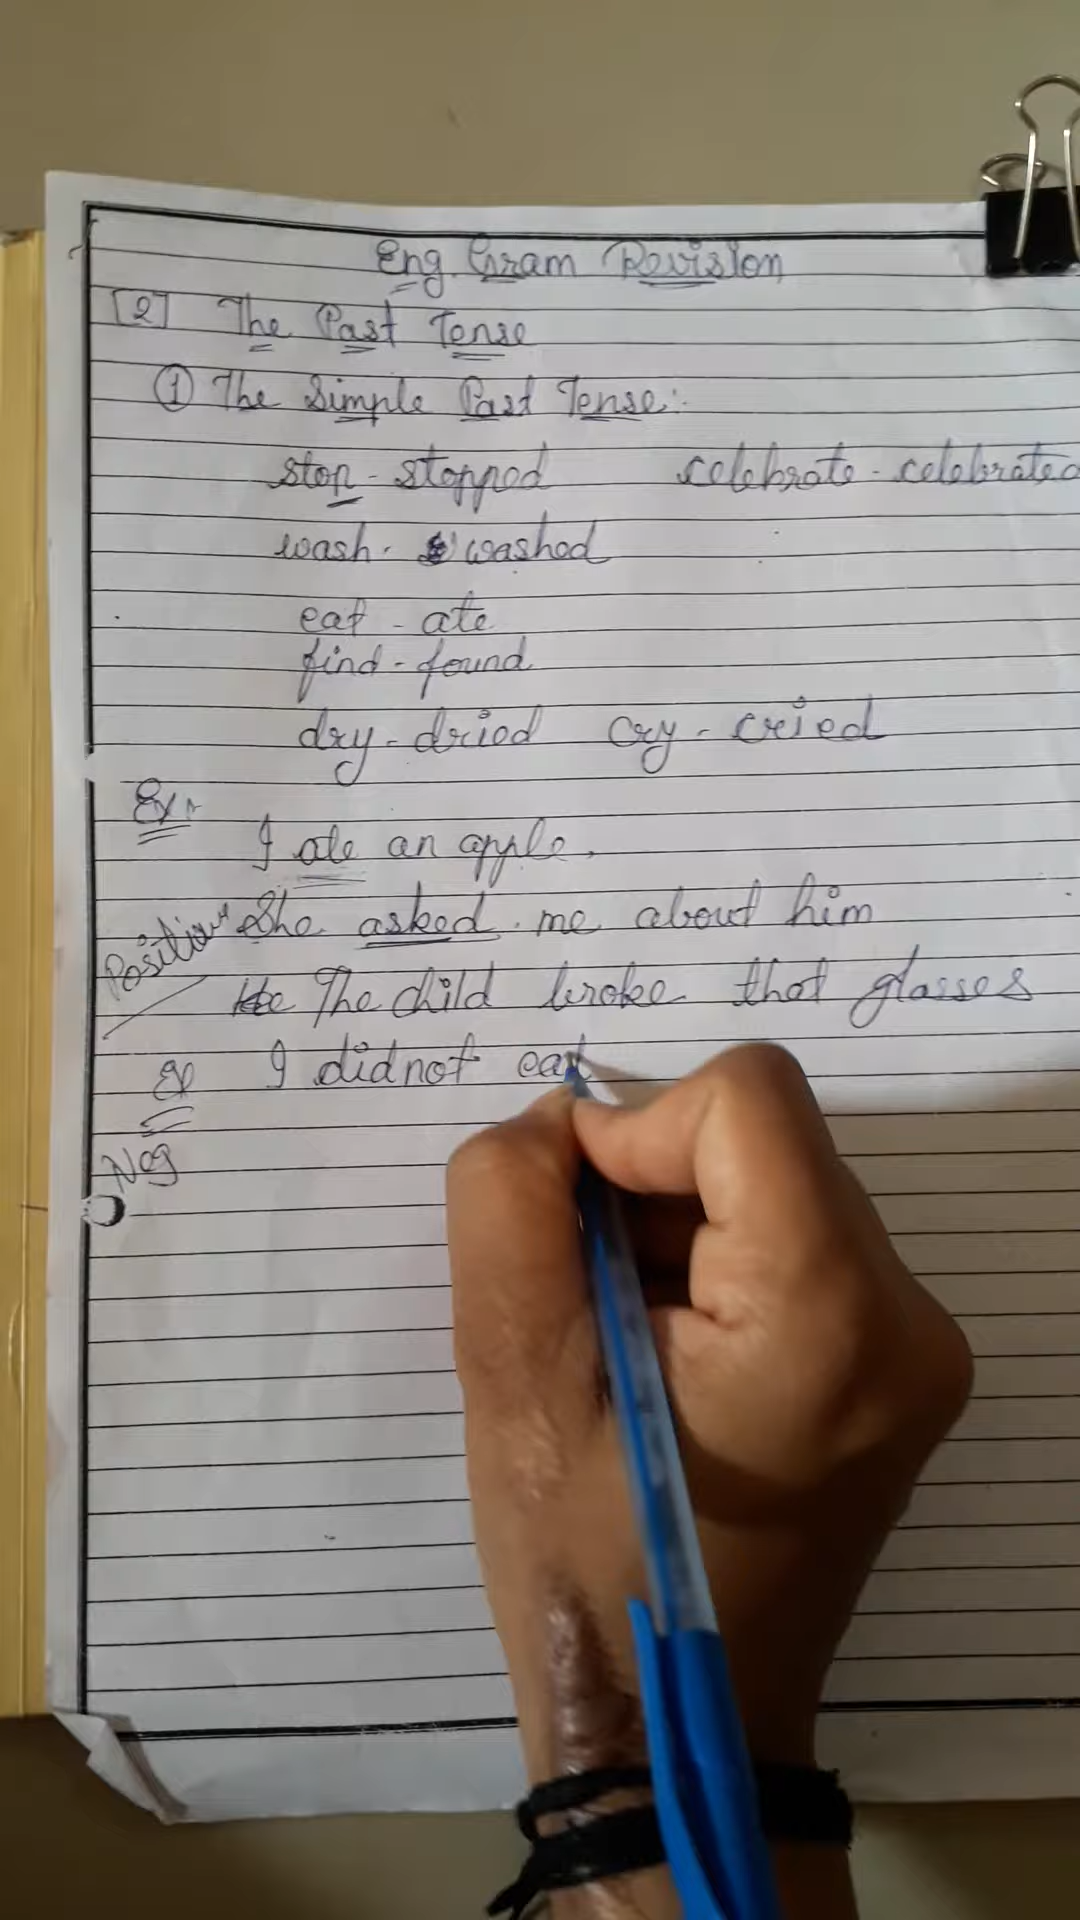 Eng. Gram Revision
[2] The Past Tense
① The Simple Past Tense:-
stop - stopped celebrate - celebrated
wash - washed
eat - ate
find - found
dry - dried cry - cried
Ex:
I ate an apple.
Positive She asked me about him
The child broke that glasses
Ex I did not eat
Neg